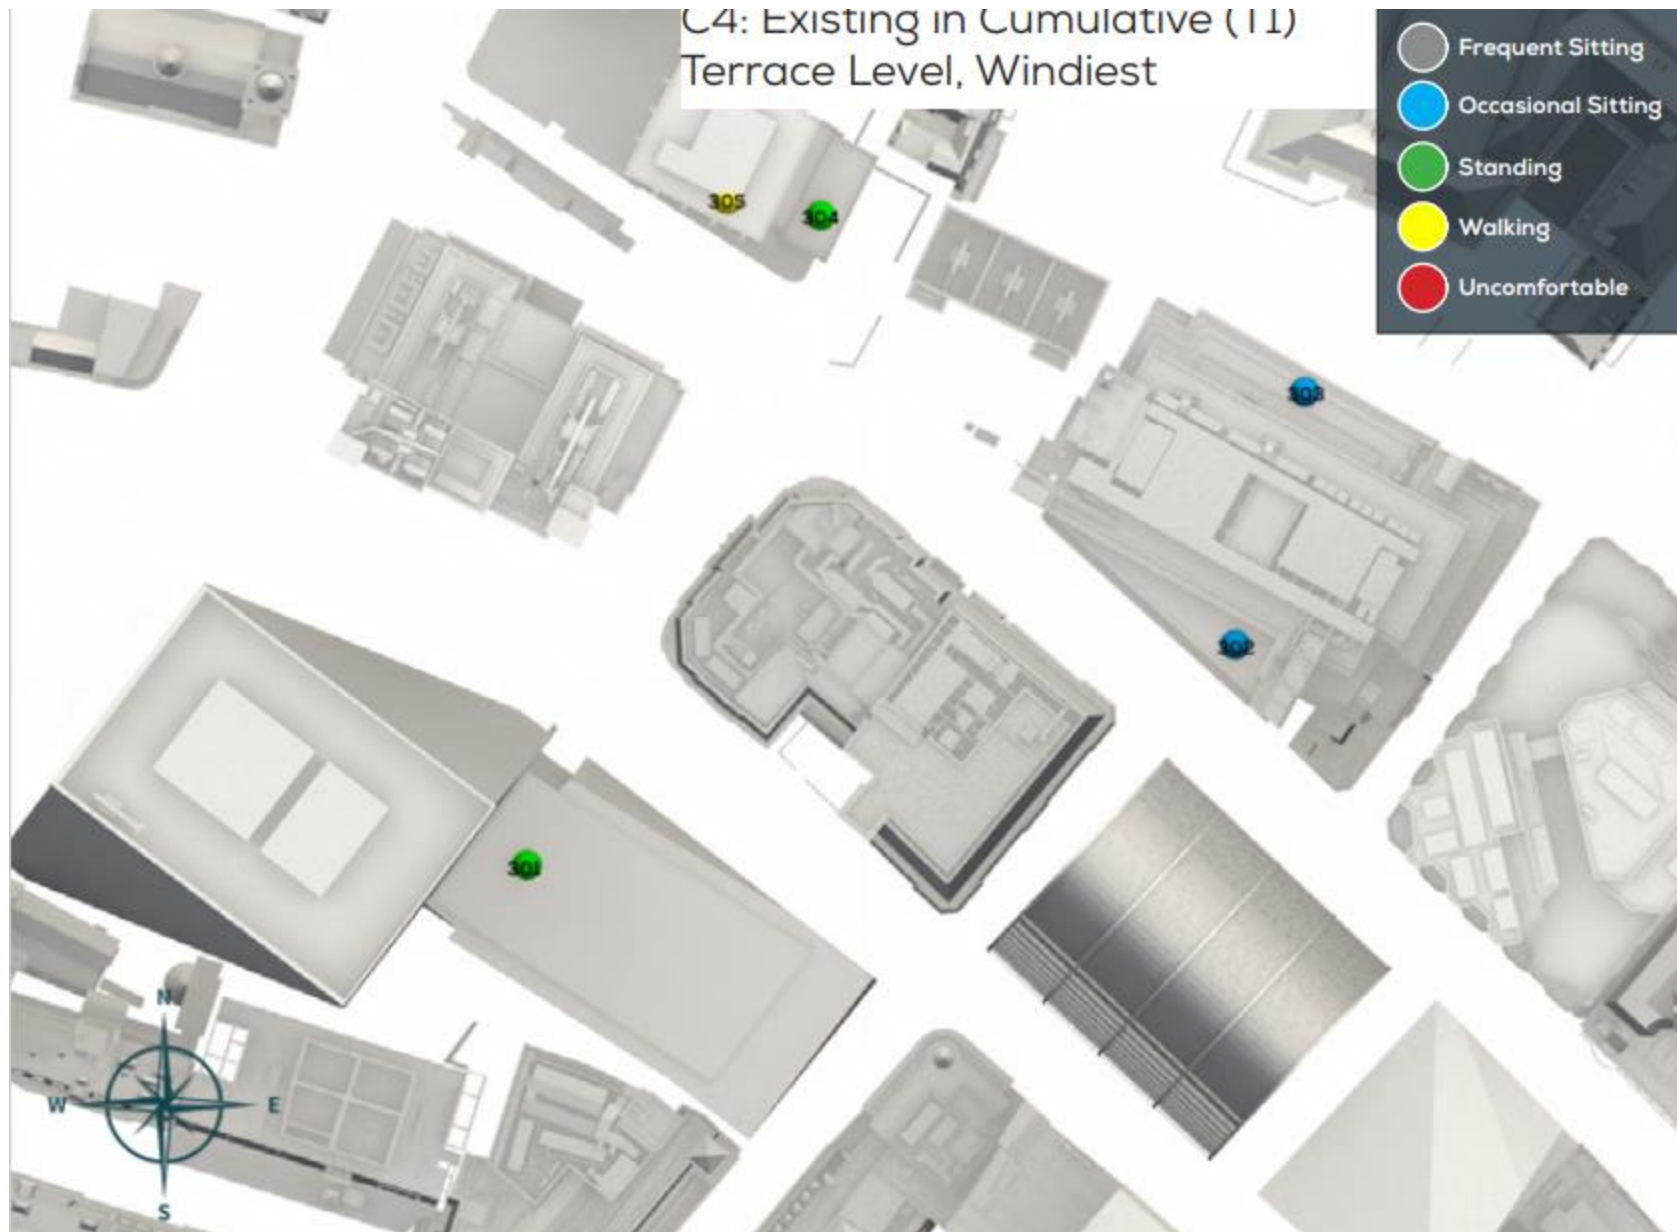 C4: Existing in Cumulative (T1)
Terrace Level, Windiest
Frequent Sitting
Occasional Sitting
Standing
Walking
Uncomfortable
305
304
303
302
301
N
W
E
S